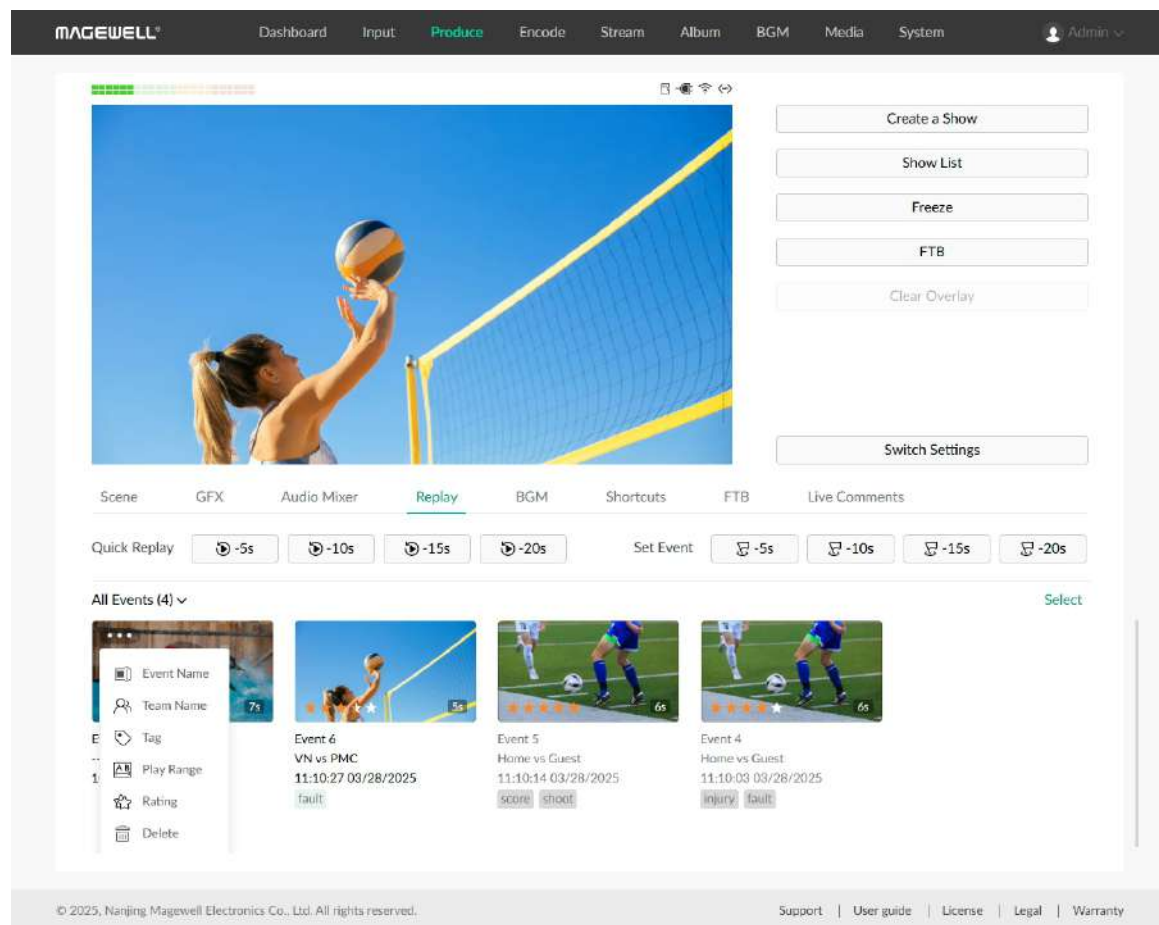 MAGEWELL®
Dashboard Input Produce Encode Stream Album BGM Media System Admin
Create a Show
Show List
Freeze
FTB
Clear Overlay
Switch Settings
Scene GFX Audio Mixer Replay BGM Shortcuts FTB Live Comments
Quick Replay -5s -10s -15s -20s Set Event -5s -10s -15s -20s
All Events (4) Select
Event Name
Team Name
Tag
Play Range
Rating
Delete
7s
5s
6s
6s
Event 6
VN vs PMC
11:10:27 03/28/2025
fault
Event 5
Home vs Guest
11:10:14 03/28/2025
score shoot
Event 4
Home vs Guest
11:10:03 03/28/2025
injury fault
© 2025, Nanjing Magewell Electronics Co., Ltd. All rights reserved.
Support | User guide | License | Legal | Warranty